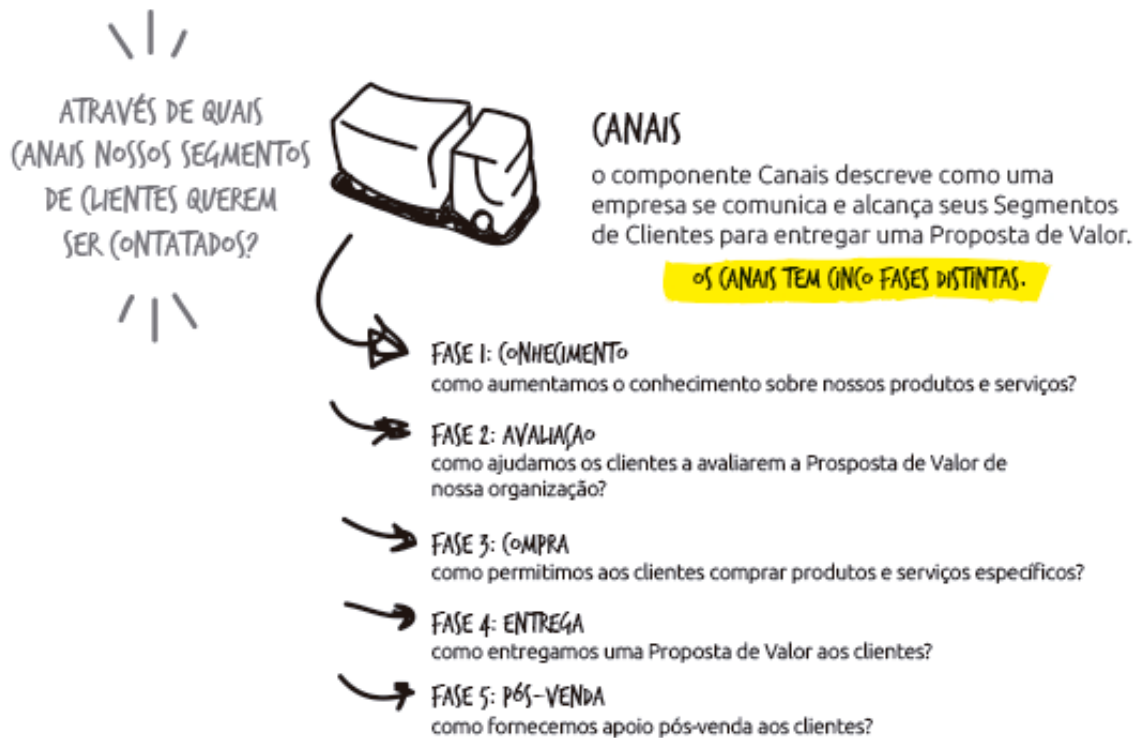 ATRAVÉS DE QUAIS
CANAIS NOSSOS SEGMENTOS
DE CLIENTES QUEREM
SER CONTATADOS?
CANAIS
o componente Canais descreve como uma
empresa se comunica e alcança seus Segmentos
de Clientes para entregar uma Proposta de Valor.
OS CANAIS TEM CINCO FASES DISTINTAS.
FASE 1: CONHECIMENTO
como aumentamos o conhecimento sobre nossos produtos e serviços?
FASE 2: AVALIAÇAO
como ajudamos os clientes a avaliarem a Prosposta de Valor de
nossa organização?
FASE 3: COMPRA
como permitimos aos clientes comprar produtos e serviços específicos?
FASE 4: ENTREGA
como entregamos uma Proposta de Valor aos clientes?
FASE 5: PÓS-VENDA
como fornecemos apoio pós-venda aos clientes?